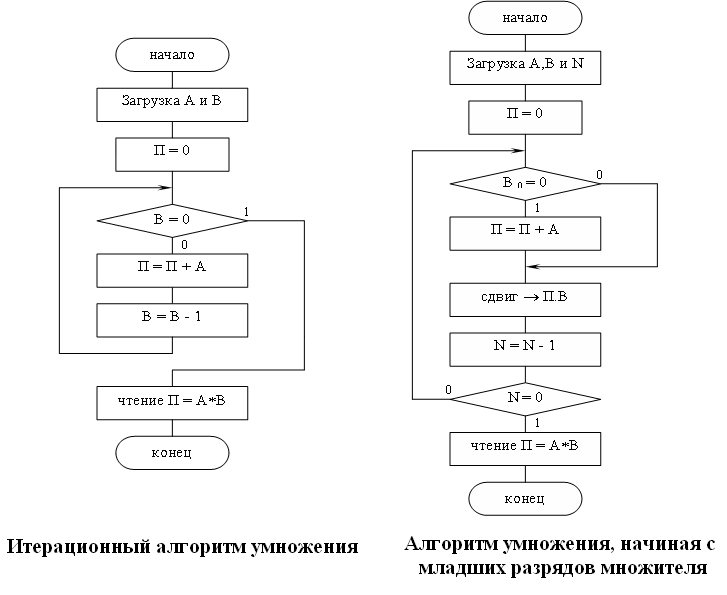 начало
Загрузка А и В
П = 0
В = 0
1
0
П = П + А
В = В - 1
чтение П = А*В
конец
Итерационный алгоритм умножения
начало
Загрузка А,В и N
П = 0
В 0 = 0
0
1
П = П + А
сдвиг → П.В
N = N - 1
0
N= 0
1
чтение П = А*В
конец
Алгоритм умножения, начиная с
младших разрядов множителя